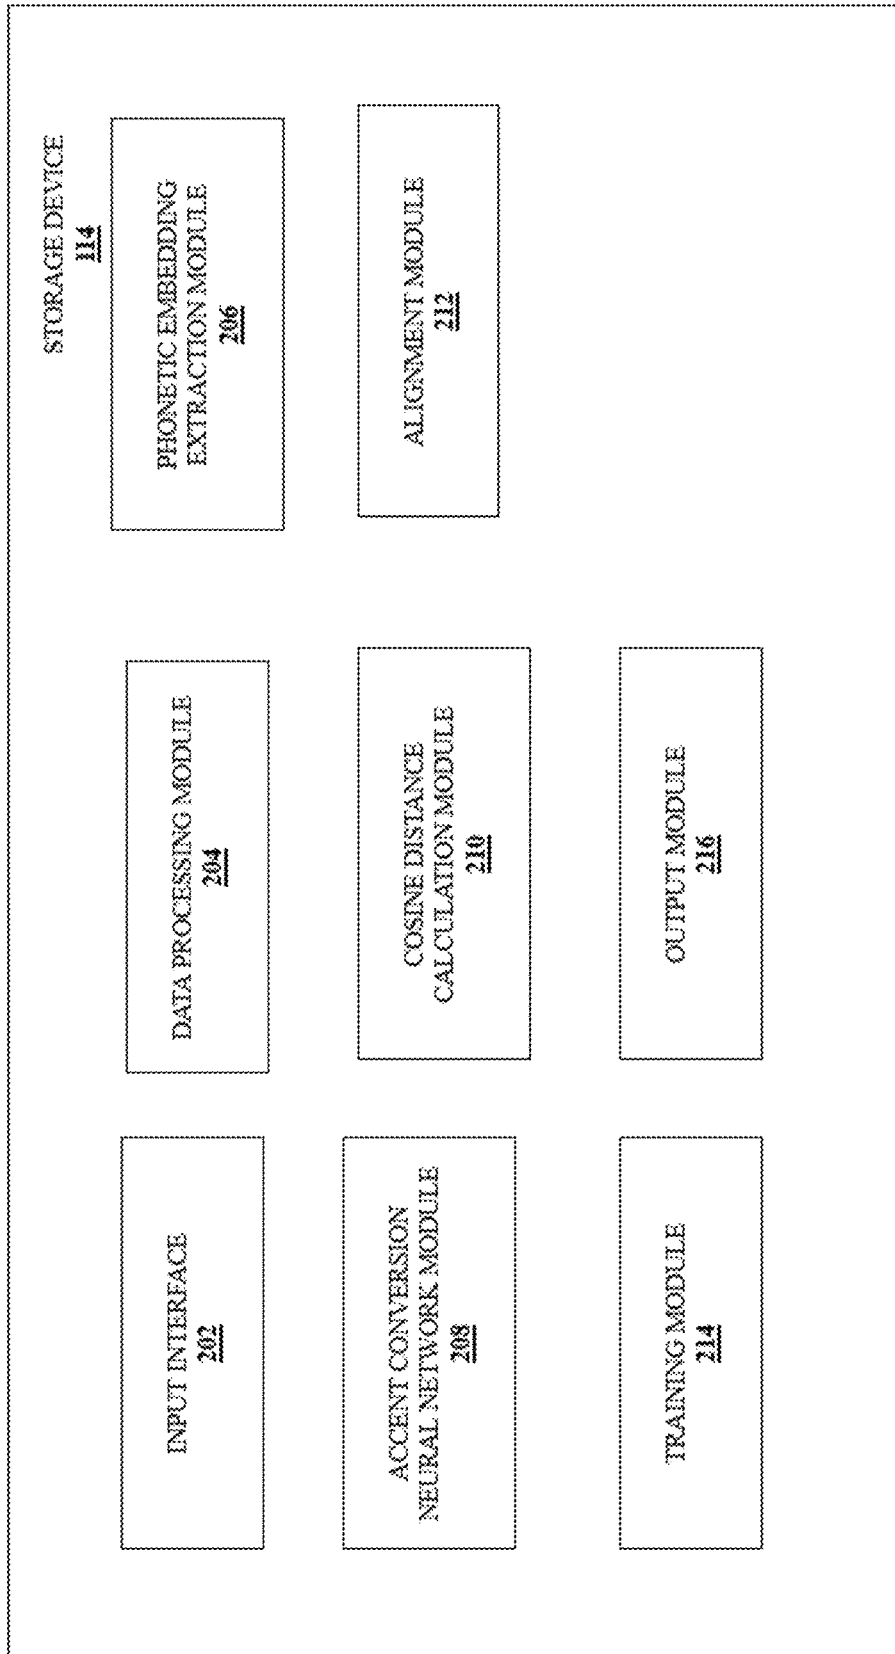 STORAGE DEVICE
114
INPUT INTERFACE
202
DATA PROCESSING MODULE
204
PHONETIC EMBEDDING
EXTRACTION MODULE
206
ACCENT CONVERSION
NEURAL NETWORK MODULE
208
COSINE DISTANCE
CALCULATION MODULE
210
ALIGNMENT MODULE
212
TRAINING MODULE
214
OUTPUT MODULE
216